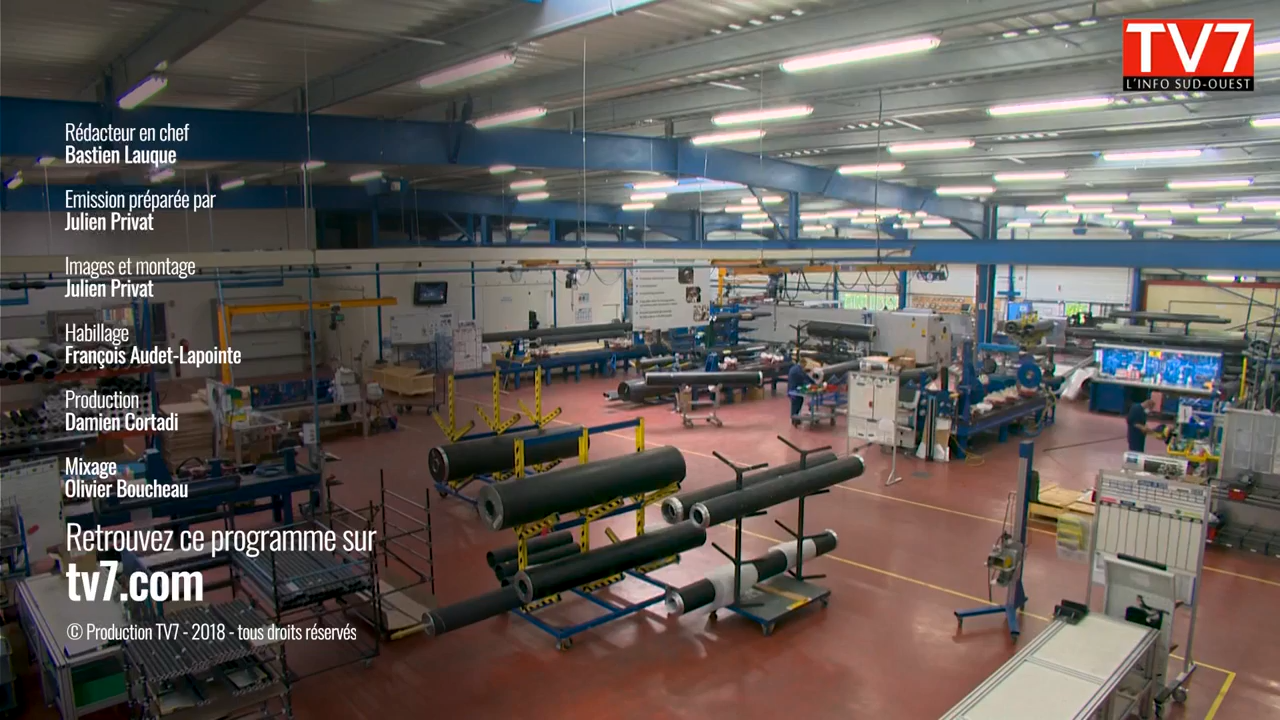 TV7
L'INFO SUD-OUEST
Rédacteur en chef
Bastien Lauque
Emission préparée par
Julien Privat
Images et montage
Julien Privat
Habillage
François Audet-Lapointe
Production
Damien Cortadi
Mixage
Olivier Boucheau
Retrouvez ce programme sur
tv7.com
© Production TV7 - 2018 - tous droits réservés